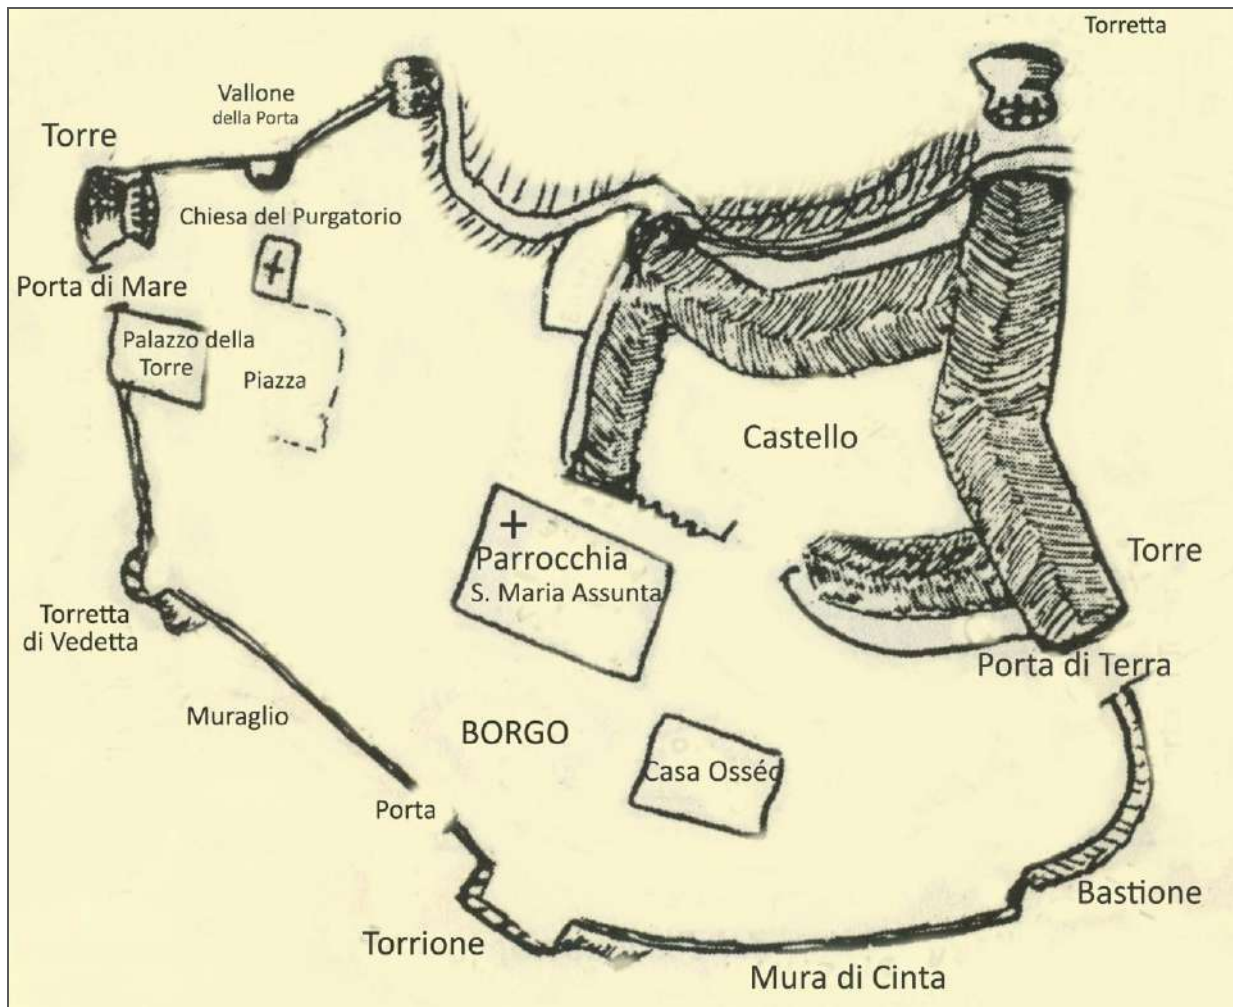 Torretta
Vallone
della Porta
Torre
Chiesa del Purgatorio
Porta di Mare
Palazzo della
Torre
Piazza
Castello
Parrocchia
S. Maria Assunta
Torre
Torretta
di Vedetta
Porta di Terra
Muraglio
BORGO
Casa Osséo
Porta
Bastione
Torrione
Mura di Cinta